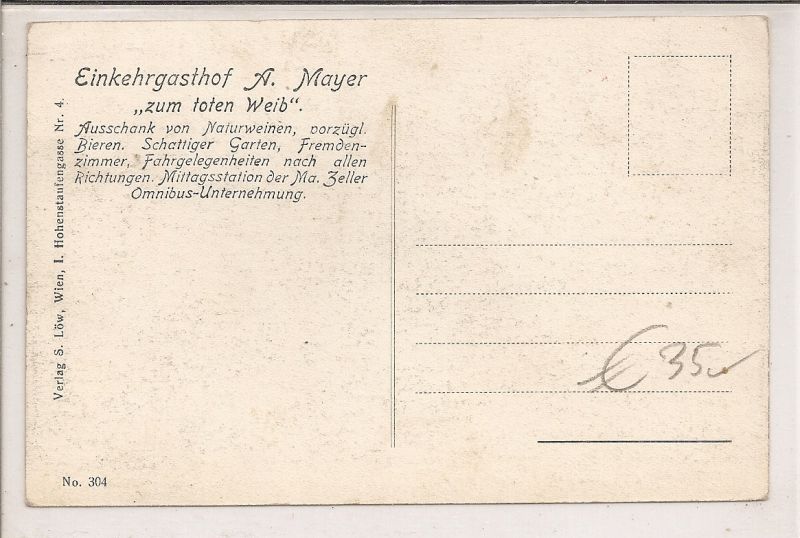 Einkehrgasthof A. Mayer
„zum toten Weib“.
Ausschank von Naturweinen, vorzügl.
Bieren. Schattiger Garten, Fremden-
zimmer, Fahrgelegenheiten nach allen
Richtungen. Mittagsstation der Ma. Zeller
Omnibus-Unternehmung.
Verlag S. Löw, Wien, I. Hohenstaufengasse Nr. 4.
€ 35
No. 304